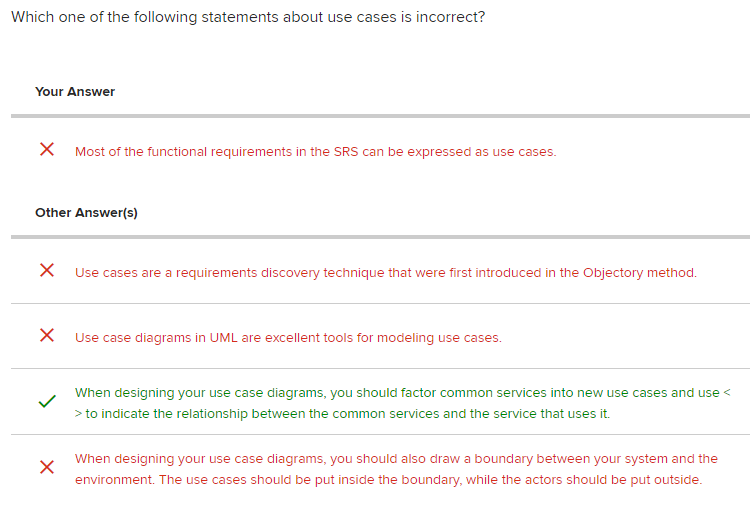 Which one of the following statements about use cases is incorrect?
Your Answer
Most of the functional requirements in the SRS can be expressed as use cases.
Other Answer(s)
Use cases are a requirements discovery technique that were first introduced in the Objectory method.
Use case diagrams in UML are excellent tools for modeling use cases.
When designing your use case diagrams, you should factor common services into new use cases and use <
> to indicate the relationship between the common services and the service that uses it.
When designing your use case diagrams, you should also draw a boundary between your system and the
environment. The use cases should be put inside the boundary, while the actors should be put outside.